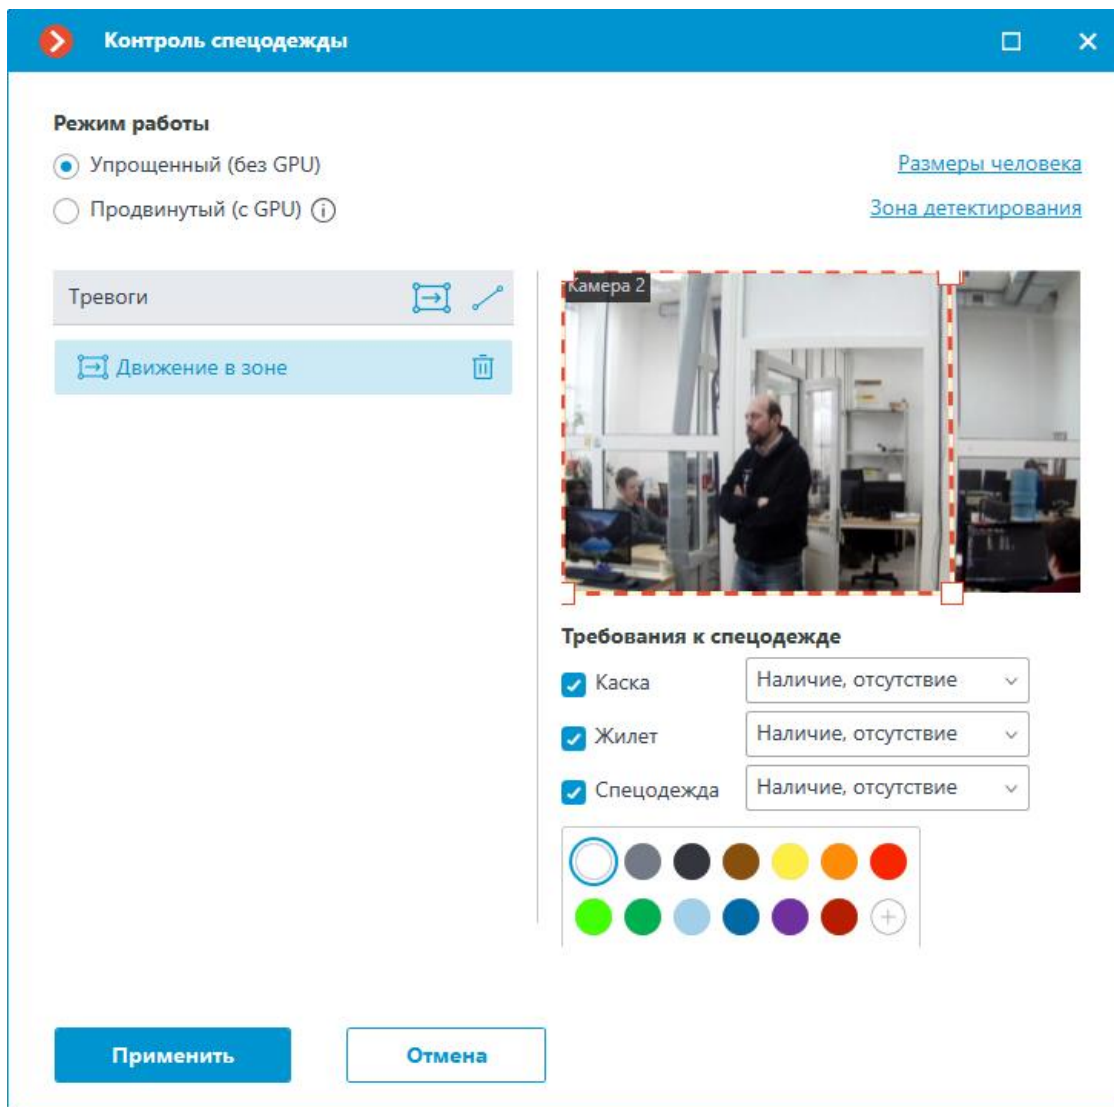 Контроль спецодежды
Режим работы
Упрощенный (без GPU)
Размеры человека
Продвинутый (с GPU)
Зона детектирования
Тревоги
Камера 2
Движение в зоне
Требования к спецодежде
Каска
Наличие, отсутствие
Жилет
Наличие, отсутствие
Спецодежда
Наличие, отсутствие
Применить
Отмена